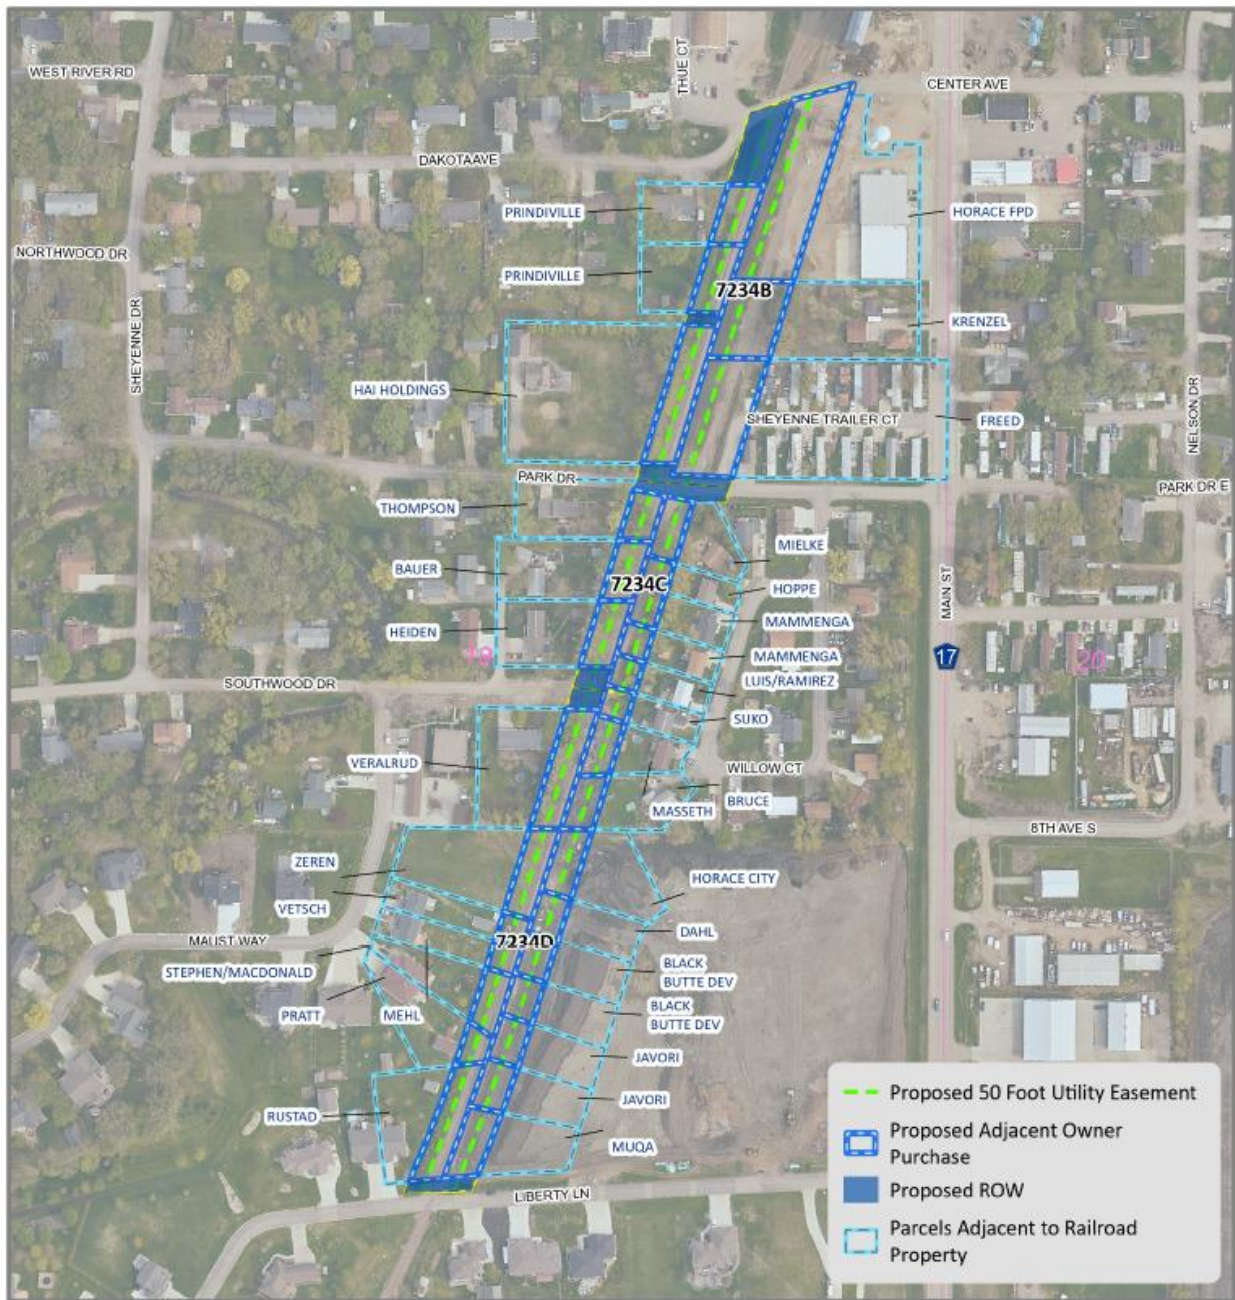 THUE CT
WEST RIVER RD
CENTER AVE
DAKOTA AVE
PRINDIVILLE
HORACE FPD
NORTHWOOD DR
PRINDIVILLE
7234B
SHEYENNE DR
KRENZEL
HAI HOLDINGS
SHEYENNE TRAILER CT
FREED
NELSON DR
PARK DR
PARK DR E
THOMPSON
MIELKE
BAUER
7234C
HOPPE
MAIN ST
MAMMENGA
HEIDEN
19
MAMMENGA
17
20
LUIS/RAMIREZ
SOUTHWOOD DR
SUKO
VERALRUD
WILLOW CT
MASSETH
BRUCE
8TH AVE S
ZEREN
HORACE CITY
VETSCH
DAHL
MAUST WAY
7234D
STEPHEN/MACDONALD
BLACK
BUTTE DEV
PRATT
MEHL
BLACK
BUTTE DEV
JAVORI
JAVORI
RUSTAD
MUQA
LIBERTY LN
Proposed 50 Foot Utility Easement
Proposed Adjacent Owner
Purchase
Proposed ROW
Parcels Adjacent to Railroad
Property